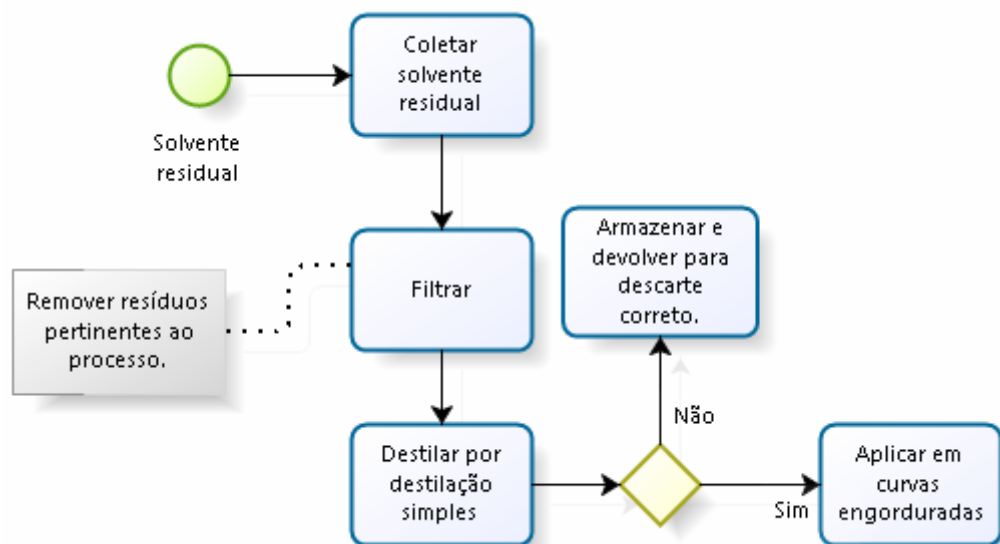 Coletar
solvente
residual
Solvente
residual
Filtrar
Remover resíduos
pertinentes ao
processo.
Armazenar e
devolver para
descarte
correto.
Destilar por
destilação
simples
Não
Sim
Aplicar em
curvas
engorduradas